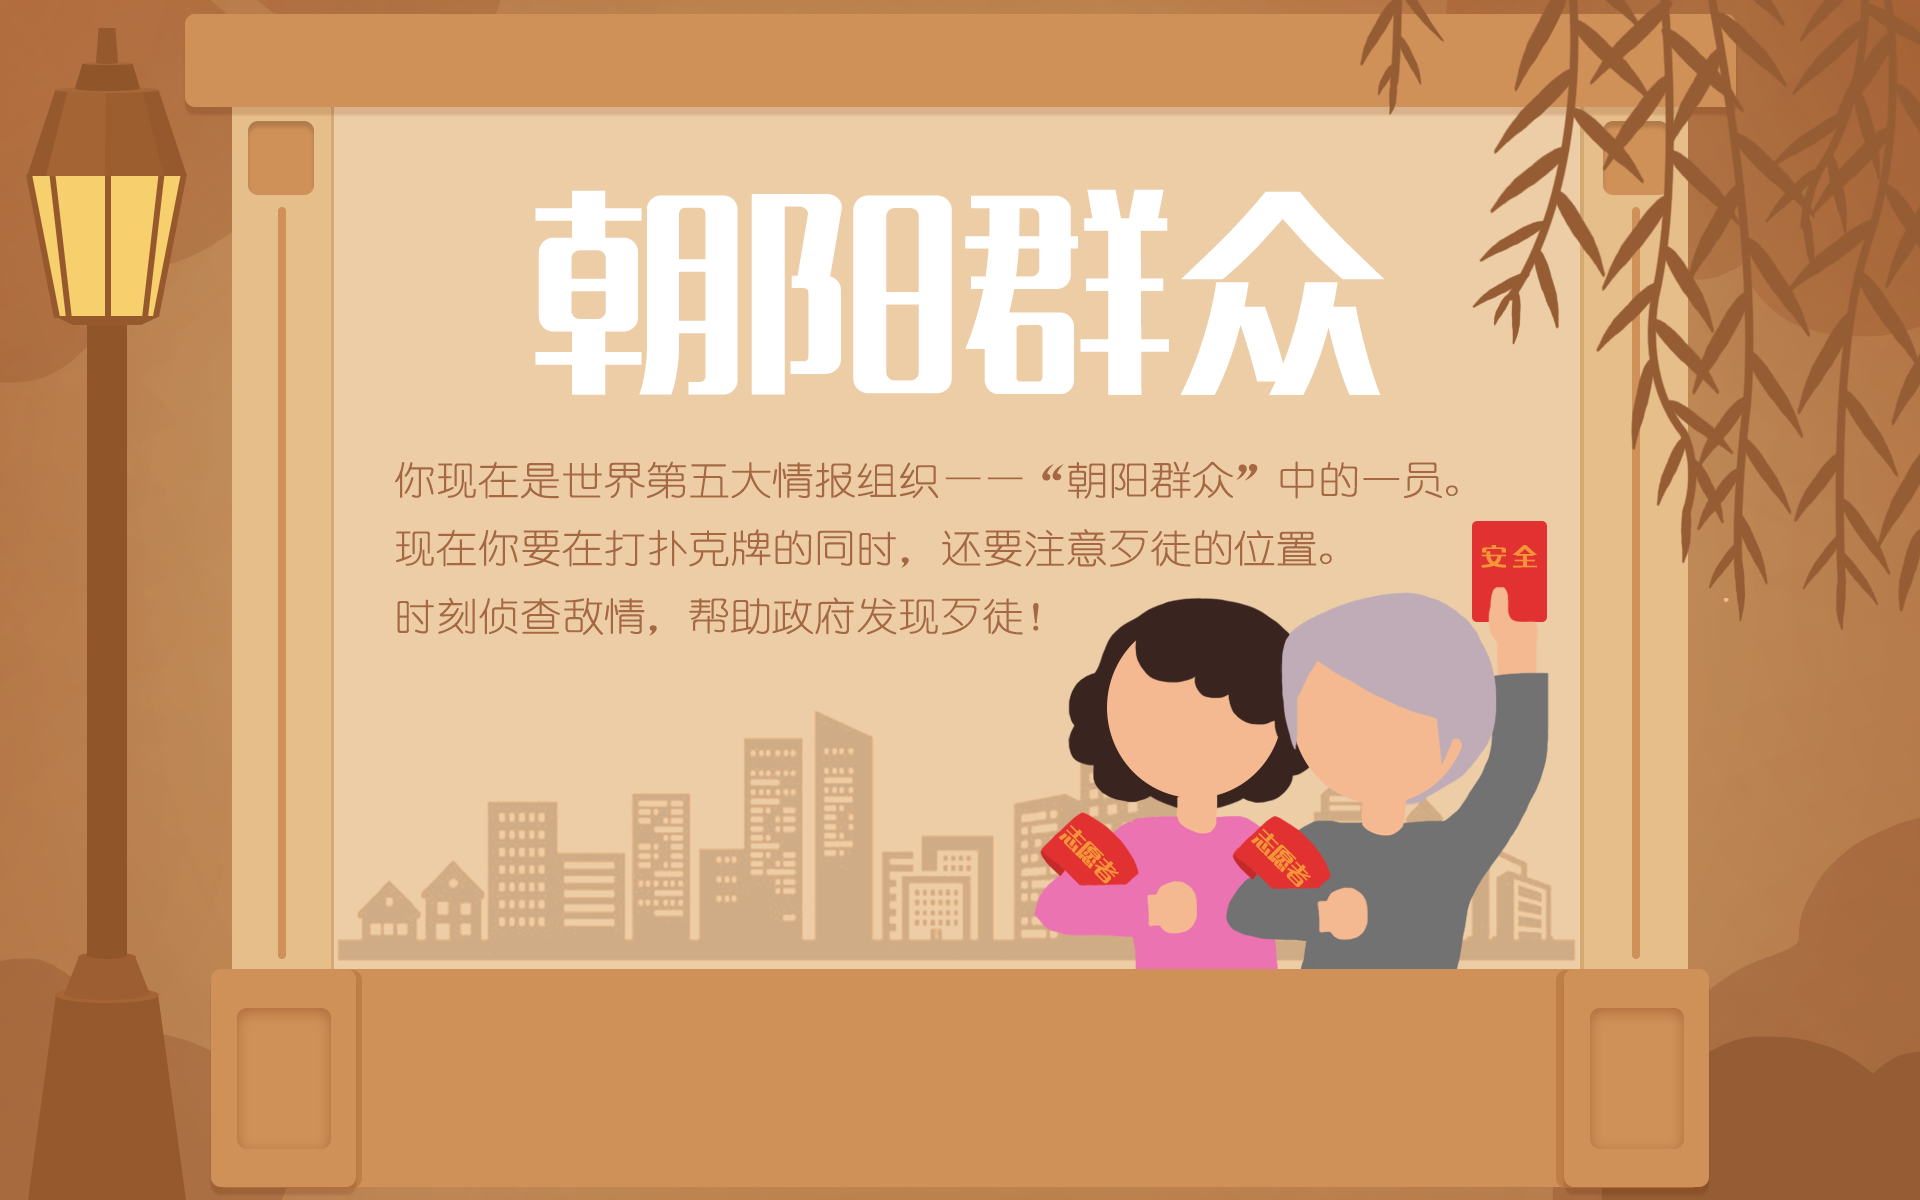 朝阳群众
你现在是世界第五大情报组织——“朝阳群众”中的一员。
现在你要在打扑克牌的同时，还要注意歹徒的位置。
时刻侦查敌情，帮助政府发现歹徒！
安全
志愿者
志愿者